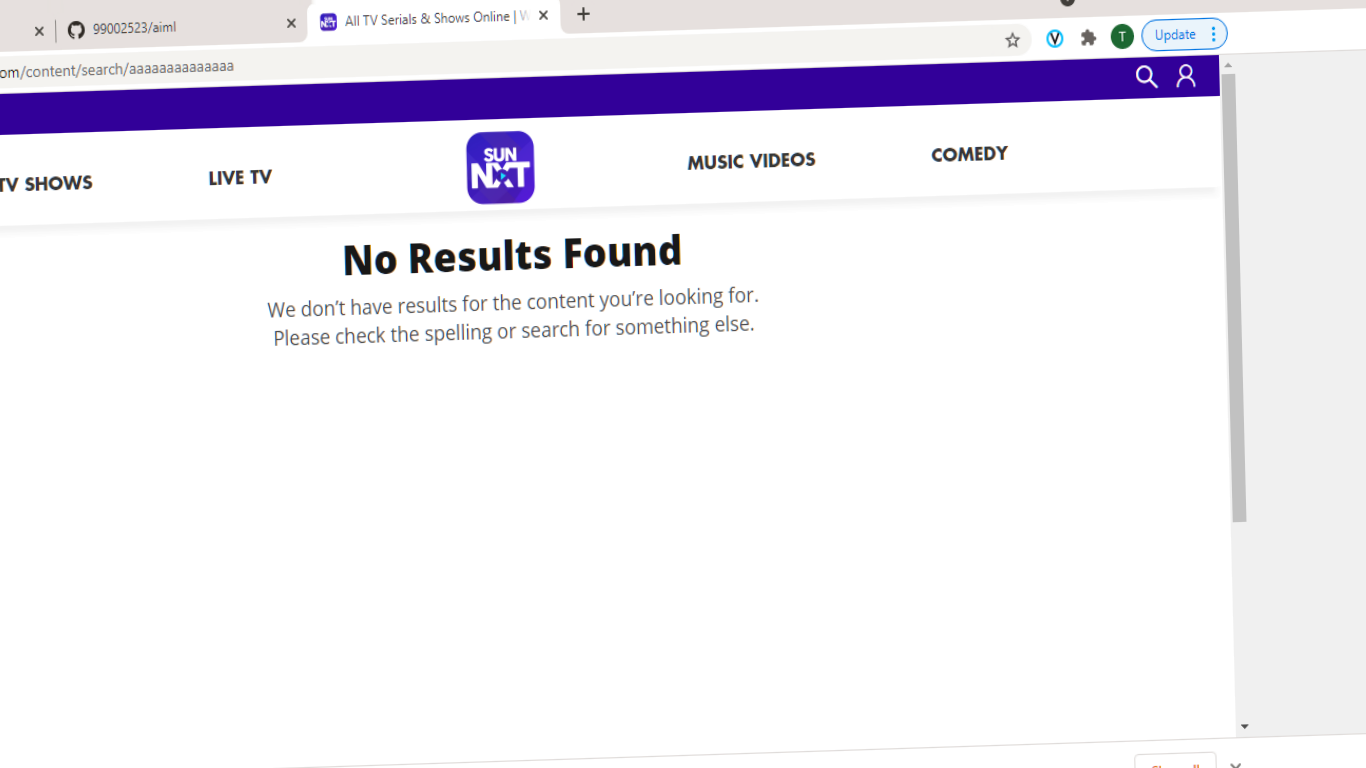 99002523/aiml
All TV Serials & Shows Online | W
om/content/search/aaaaaaaaaaaaaa
T
Update
TV SHOWS
LIVE TV
SUN
NXT
MUSIC VIDEOS
COMEDY
No Results Found
We don't have results for the content you're looking for.
Please check the spelling or search for something else.